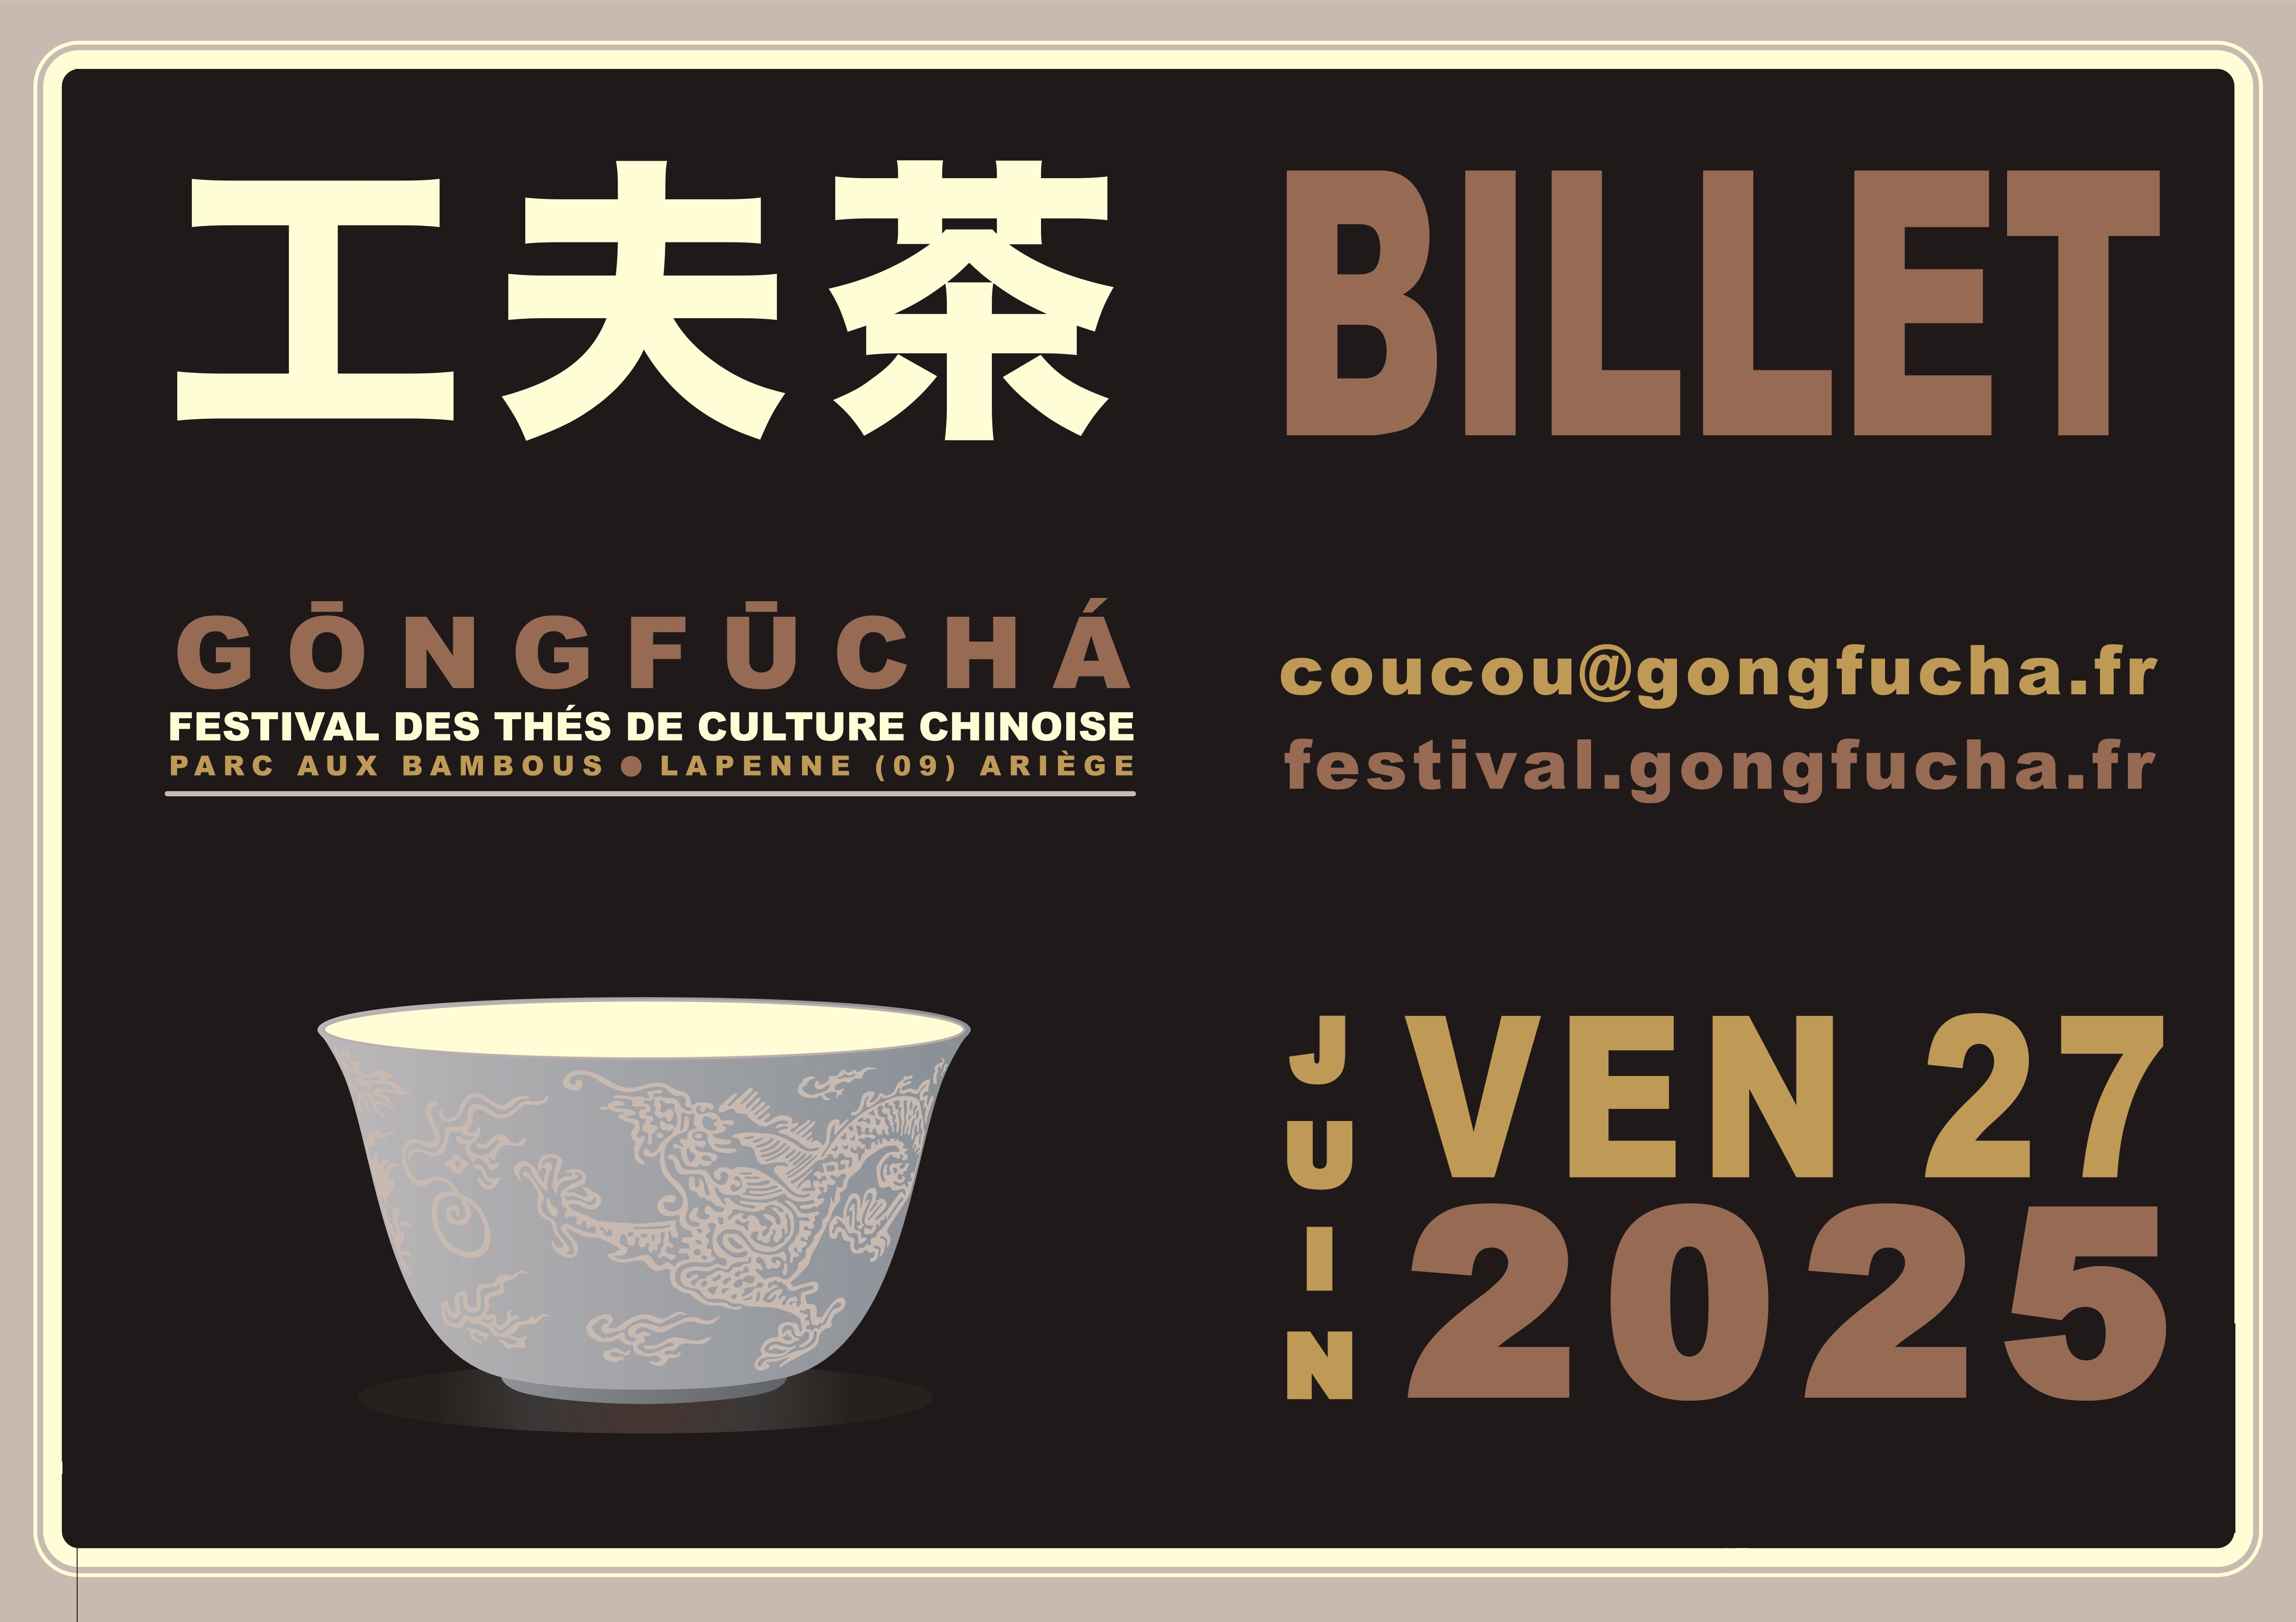 工夫茶
BILLET
GŌNGFŪCHÁ
FESTIVAL DES THÉS DE CULTURE CHINOISE
PARC AUX BAMBOUS ● LAPENNE (09) ARIÈGE
coucou@gongfucha.fr
festival.gongfucha.fr
JUIN
VEN 27
2025